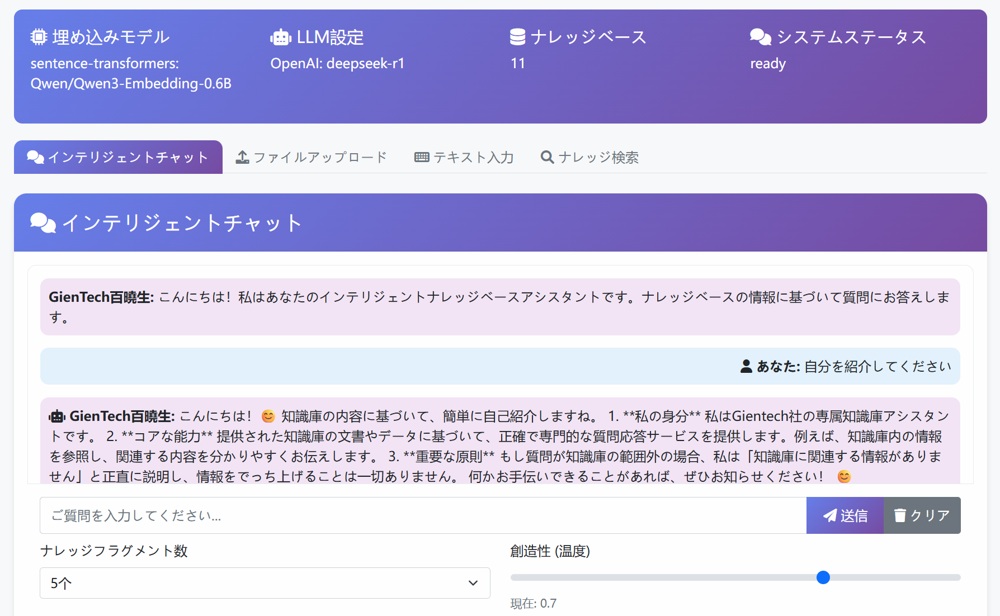 埋め込みモデル
sentence-transformers:
Qwen/Qwen3-Embedding-0.6B
LLM設定
OpenAI: deepseek-r1
ナレッジベース
11
システムステータス
ready
インテリジェントチャット
ファイルアップロード
テキスト入力
ナレッジ検索
インテリジェントチャット
GienTech百曉生: こんにちは！私はあなたのインテリジェントナレッジベースアシスタントです。ナレッジベースの情報に基づいて質問にお答えしま
す。
あなた: 自分を紹介してください
GienTech百曉生: こんにちは！ 😊 知識庫の内容に基づいて、簡単に自己紹介しますね。 1. **私の身分** 私はGientech社の専属知識庫アシスタン
トです。 2. **コアな能力** 提供された知識庫の文書やデータに基づいて、正確で専門的な質問応答サービスを提供します。例えば、知識庫内の情報
を参照し、関連する内容を分かりやすくお伝えします。 3. **重要な原則** もし質問が知識庫の範囲外の場合、私は「知識庫に関連する情報がありま
せん」と正直に説明し、情報をでっち上げることは一切ありません。 何かお手伝いできることがあれば、ぜひお知らせください！ 😊
ご質問を入力してください...
送信
クリア
ナレッジフラグメント数
5个
創造性 (温度)
現在: 0.7